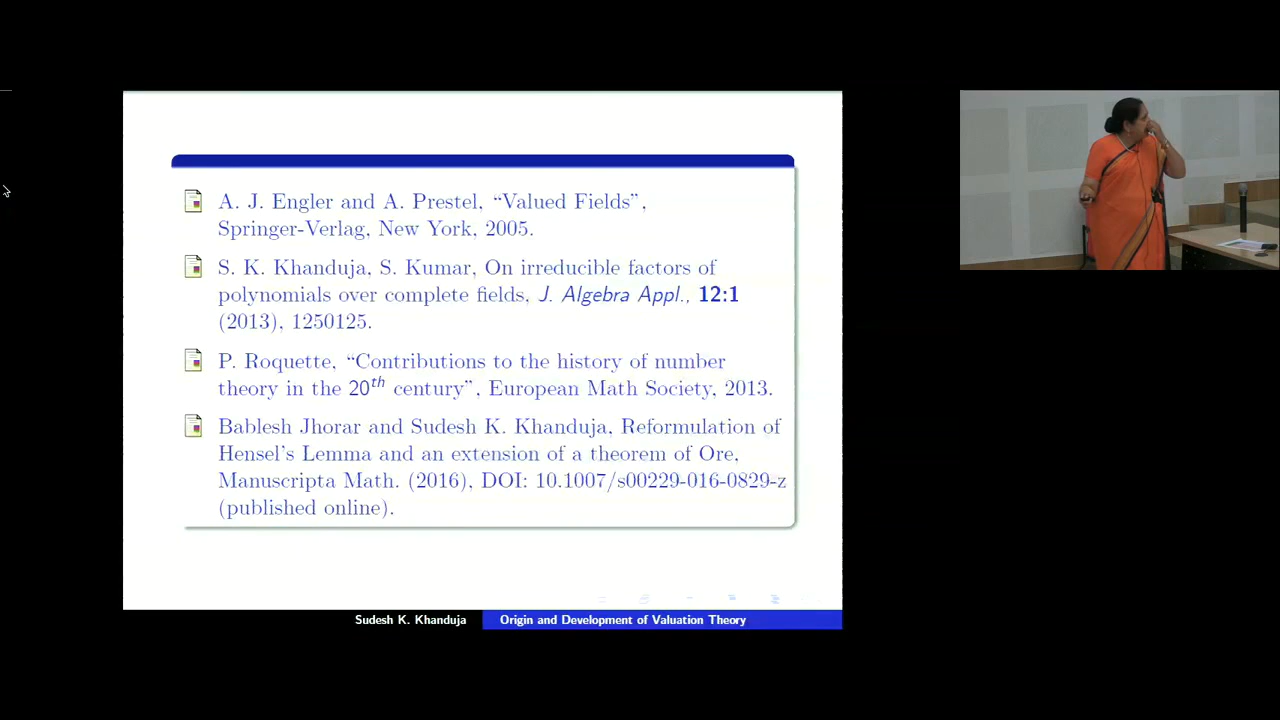 A. J. Engler and A. Prestel, “Valued Fields”,
Springer-Verlag, New York, 2005.
S. K. Khanduja, S. Kumar, On irreducible factors of
polynomials over complete fields, J. Algebra Appl., 12:1
(2013), 1250125.
P. Roquette, “Contributions to the history of number
theory in the 20th century”, European Math Society, 2013.
Bablesh Jhorar and Sudesh K. Khanduja, Reformulation of
Hensel’s Lemma and an extension of a theorem of Ore,
Manuscripta Math. (2016), DOI: 10.1007/s00229-016-0829-z
(published online).
Sudesh K. Khanduja
Origin and Development of Valuation Theory